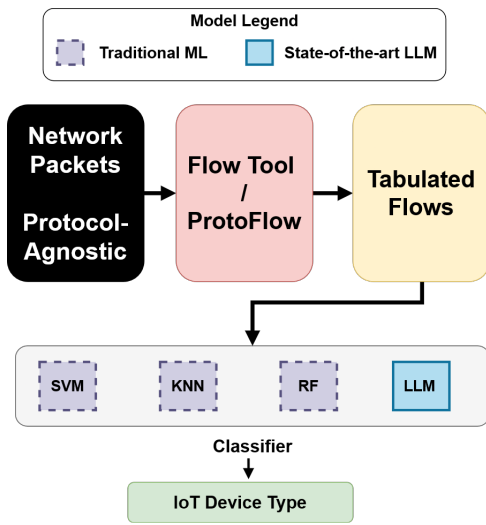 Model Legend
Traditional ML
State-of-the-art LLM
Network
Packets
Protocol-
Agnostic
Flow Tool
/
ProtoFlow
Tabulated
Flows
SVM
KNN
RF
LLM
Classifier
IoT Device Type